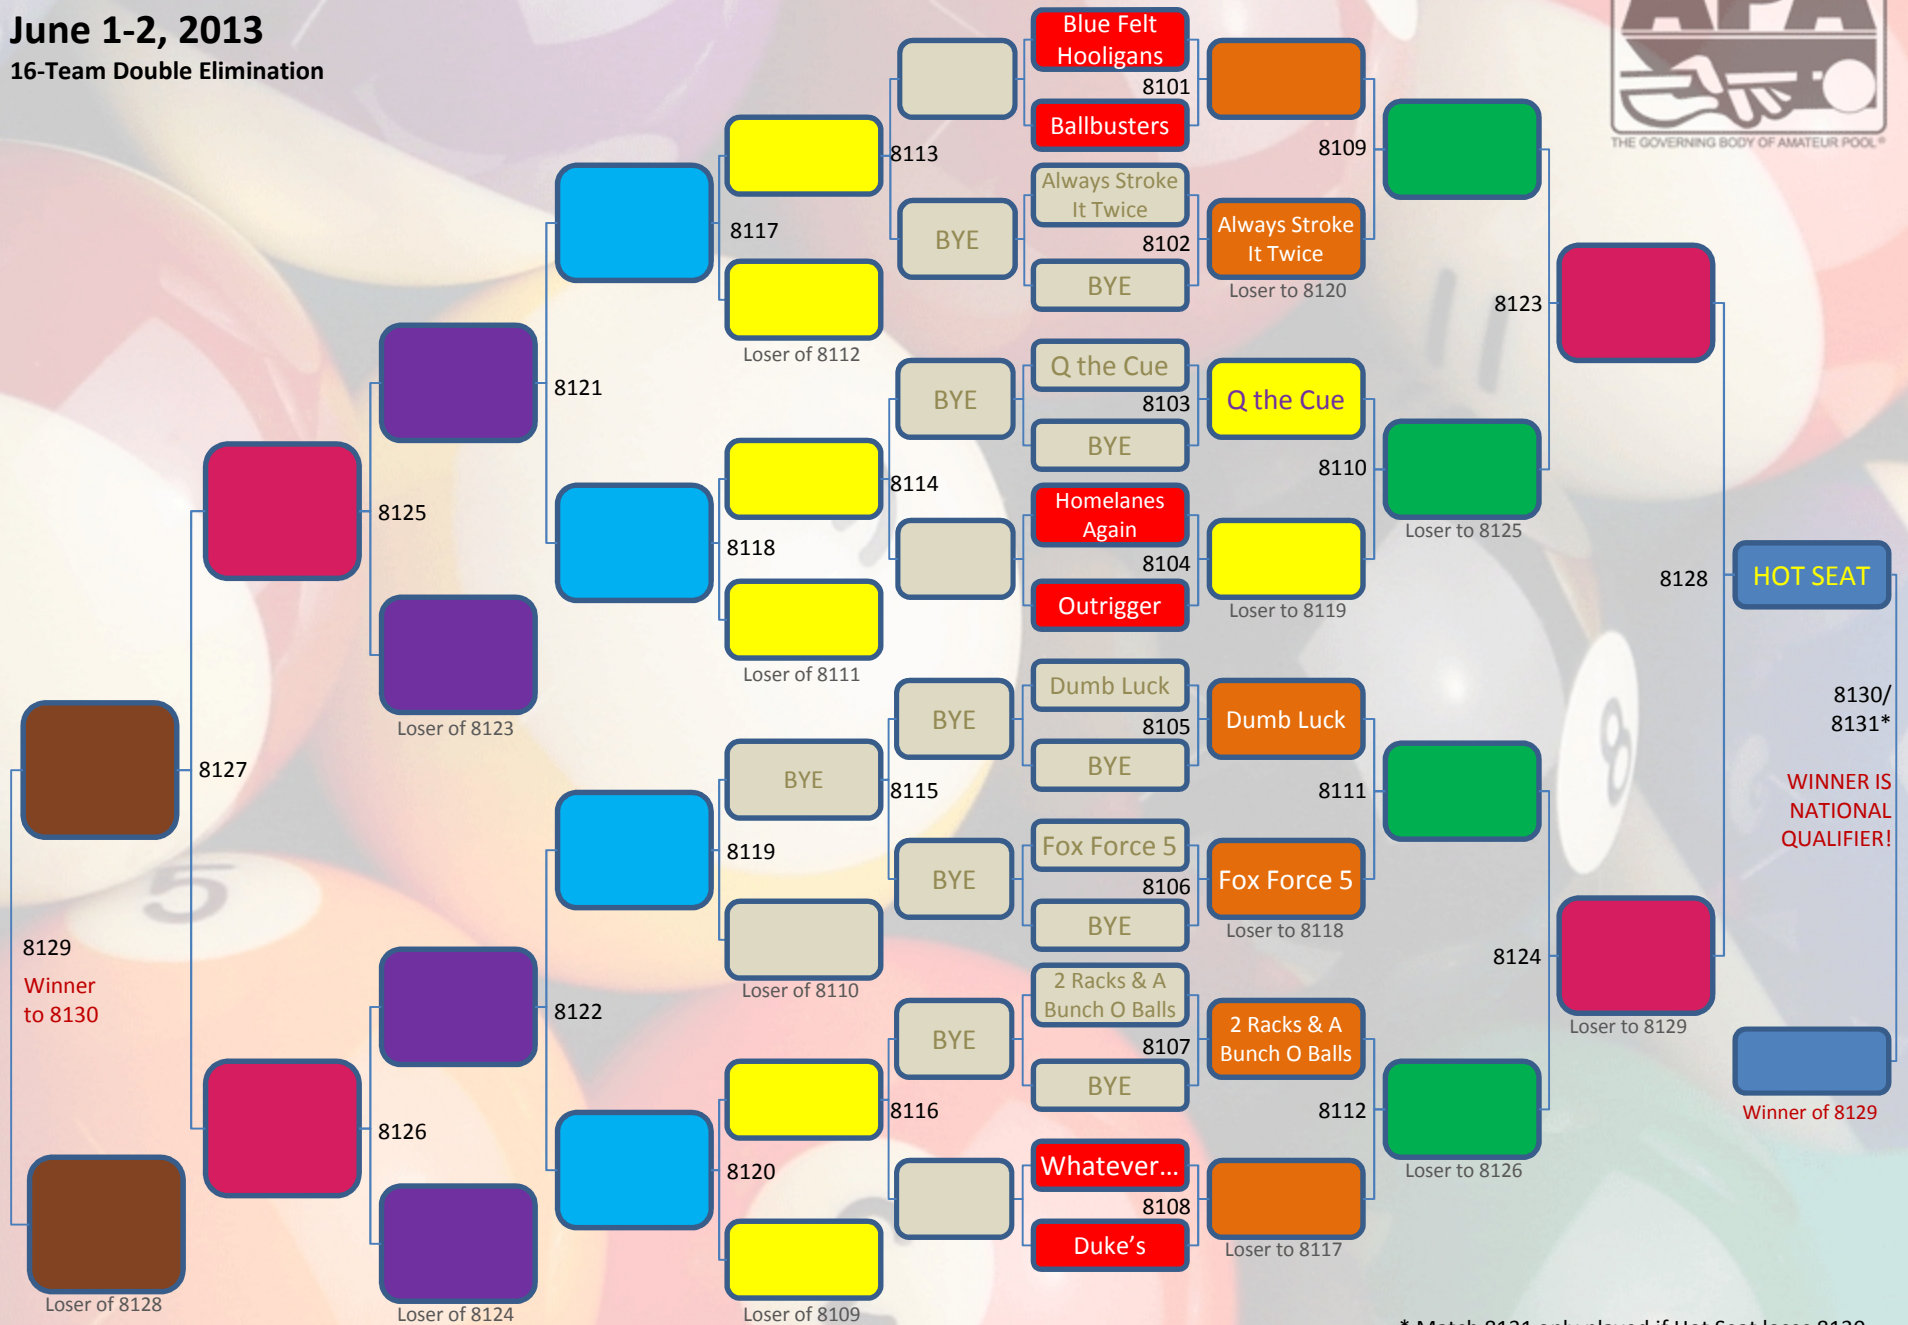 June 1-2, 2013
16-Team Double Elimination
APA
THE GOVERNING BODY OF AMATEUR POOL®
Blue Felt
Hooligans
8101
Ballbusters
8109
8113
Always Stroke
It Twice
8102
BYE
BYE
Always Stroke
It Twice
Loser to 8120
8117
8123
Loser of 8112
Q the Cue
8103
BYE
BYE
Q the Cue
8121
8110
8114
Homelanes
Again
8104
Outrigger
Loser to 8119
Loser to 8125
8125
8118
8128
HOT SEAT
Loser of 8111
Dumb Luck
8105
BYE
BYE
Dumb Luck
8130/
8131*
Loser of 8123
8127
BYE
8115
8111
WINNER IS
NATIONAL
QUALIFIER!
8119
Fox Force 5
8106
BYE
BYE
Fox Force 5
Loser to 8118
8129
Winner
to 8130
8124
Loser of 8110
2 Racks & A
Bunch O Balls
8107
BYE
BYE
2 Racks & A
Bunch O Balls
8122
Loser to 8129
8116
8112
8126
Winner of 8129
8120
Whatever...
8108
Duke's
Loser to 8126
Loser to 8117
Loser of 8128
Loser of 8124
Loser of 8109